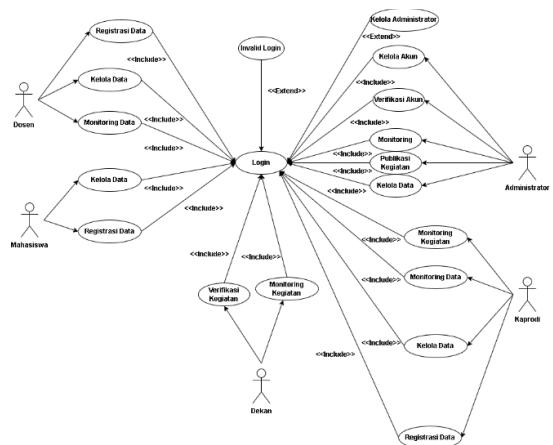 Registrasi Data
<<Include>>
Kelola Data
<<Include>>
Monitoring Data
<<Include>>
Dosen
Kelola Data
<<Include>>
Registrasi Data
<<Include>>
Mahasiswa
Invalid Login
<<Extend>>
Login
Kelola Administrator
<<Extend>>
Kelola Akun
<<Include>>
Verifikasi Akun
<<Include>>
Monitoring
<<Include>>
Publikasi
Kegiatan
<<Include>>
Kelola Data
Administrator
<<Include>>
Verifikasi
Kegiatan
<<Include>>
Monitoring
Kegiatan
Dekan
<<Include>>
Monitoring
Kegiatan
<<Include>>
Monitoring Data
<<Include>>
Kelola Data
<<Include>>
Registrasi Data
Kaprodi